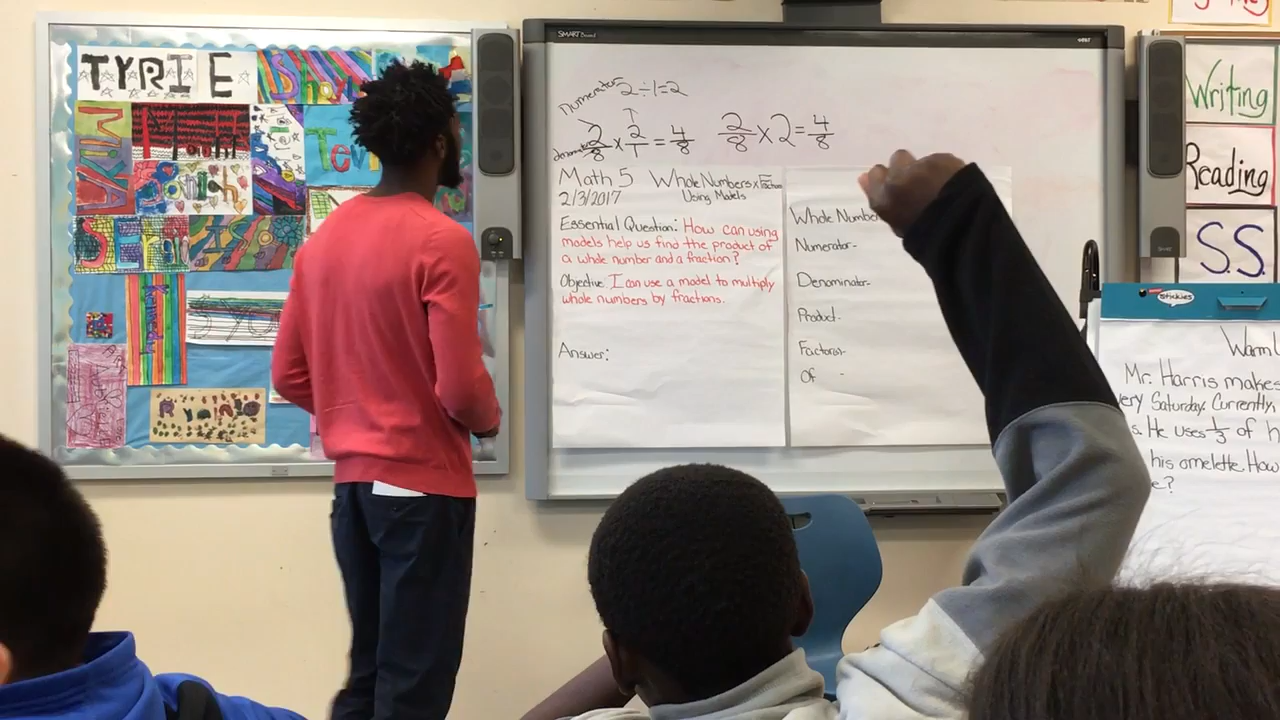 TYRIE
SMART Board
Numerator
2÷1=2
2/8 x 2/1 = 4/8
2/8 x 2 = 4/8
Math 5 Whole Numbers x Fractions
2/3/2017 Using Models
Essential Question: How can using
models help us find the product of
a whole number and a fraction?
Objective: I can use a model to multiply
whole numbers by fractions.
Answer:
Whole Number
Numerator-
Denominator-
Product-
Factors-
Of -
Writing
Reading
S.S.
stickies
Mr. Harris makes
very Saturday. Currently,
s. He uses 1/3 of h
his omelette. How
e?